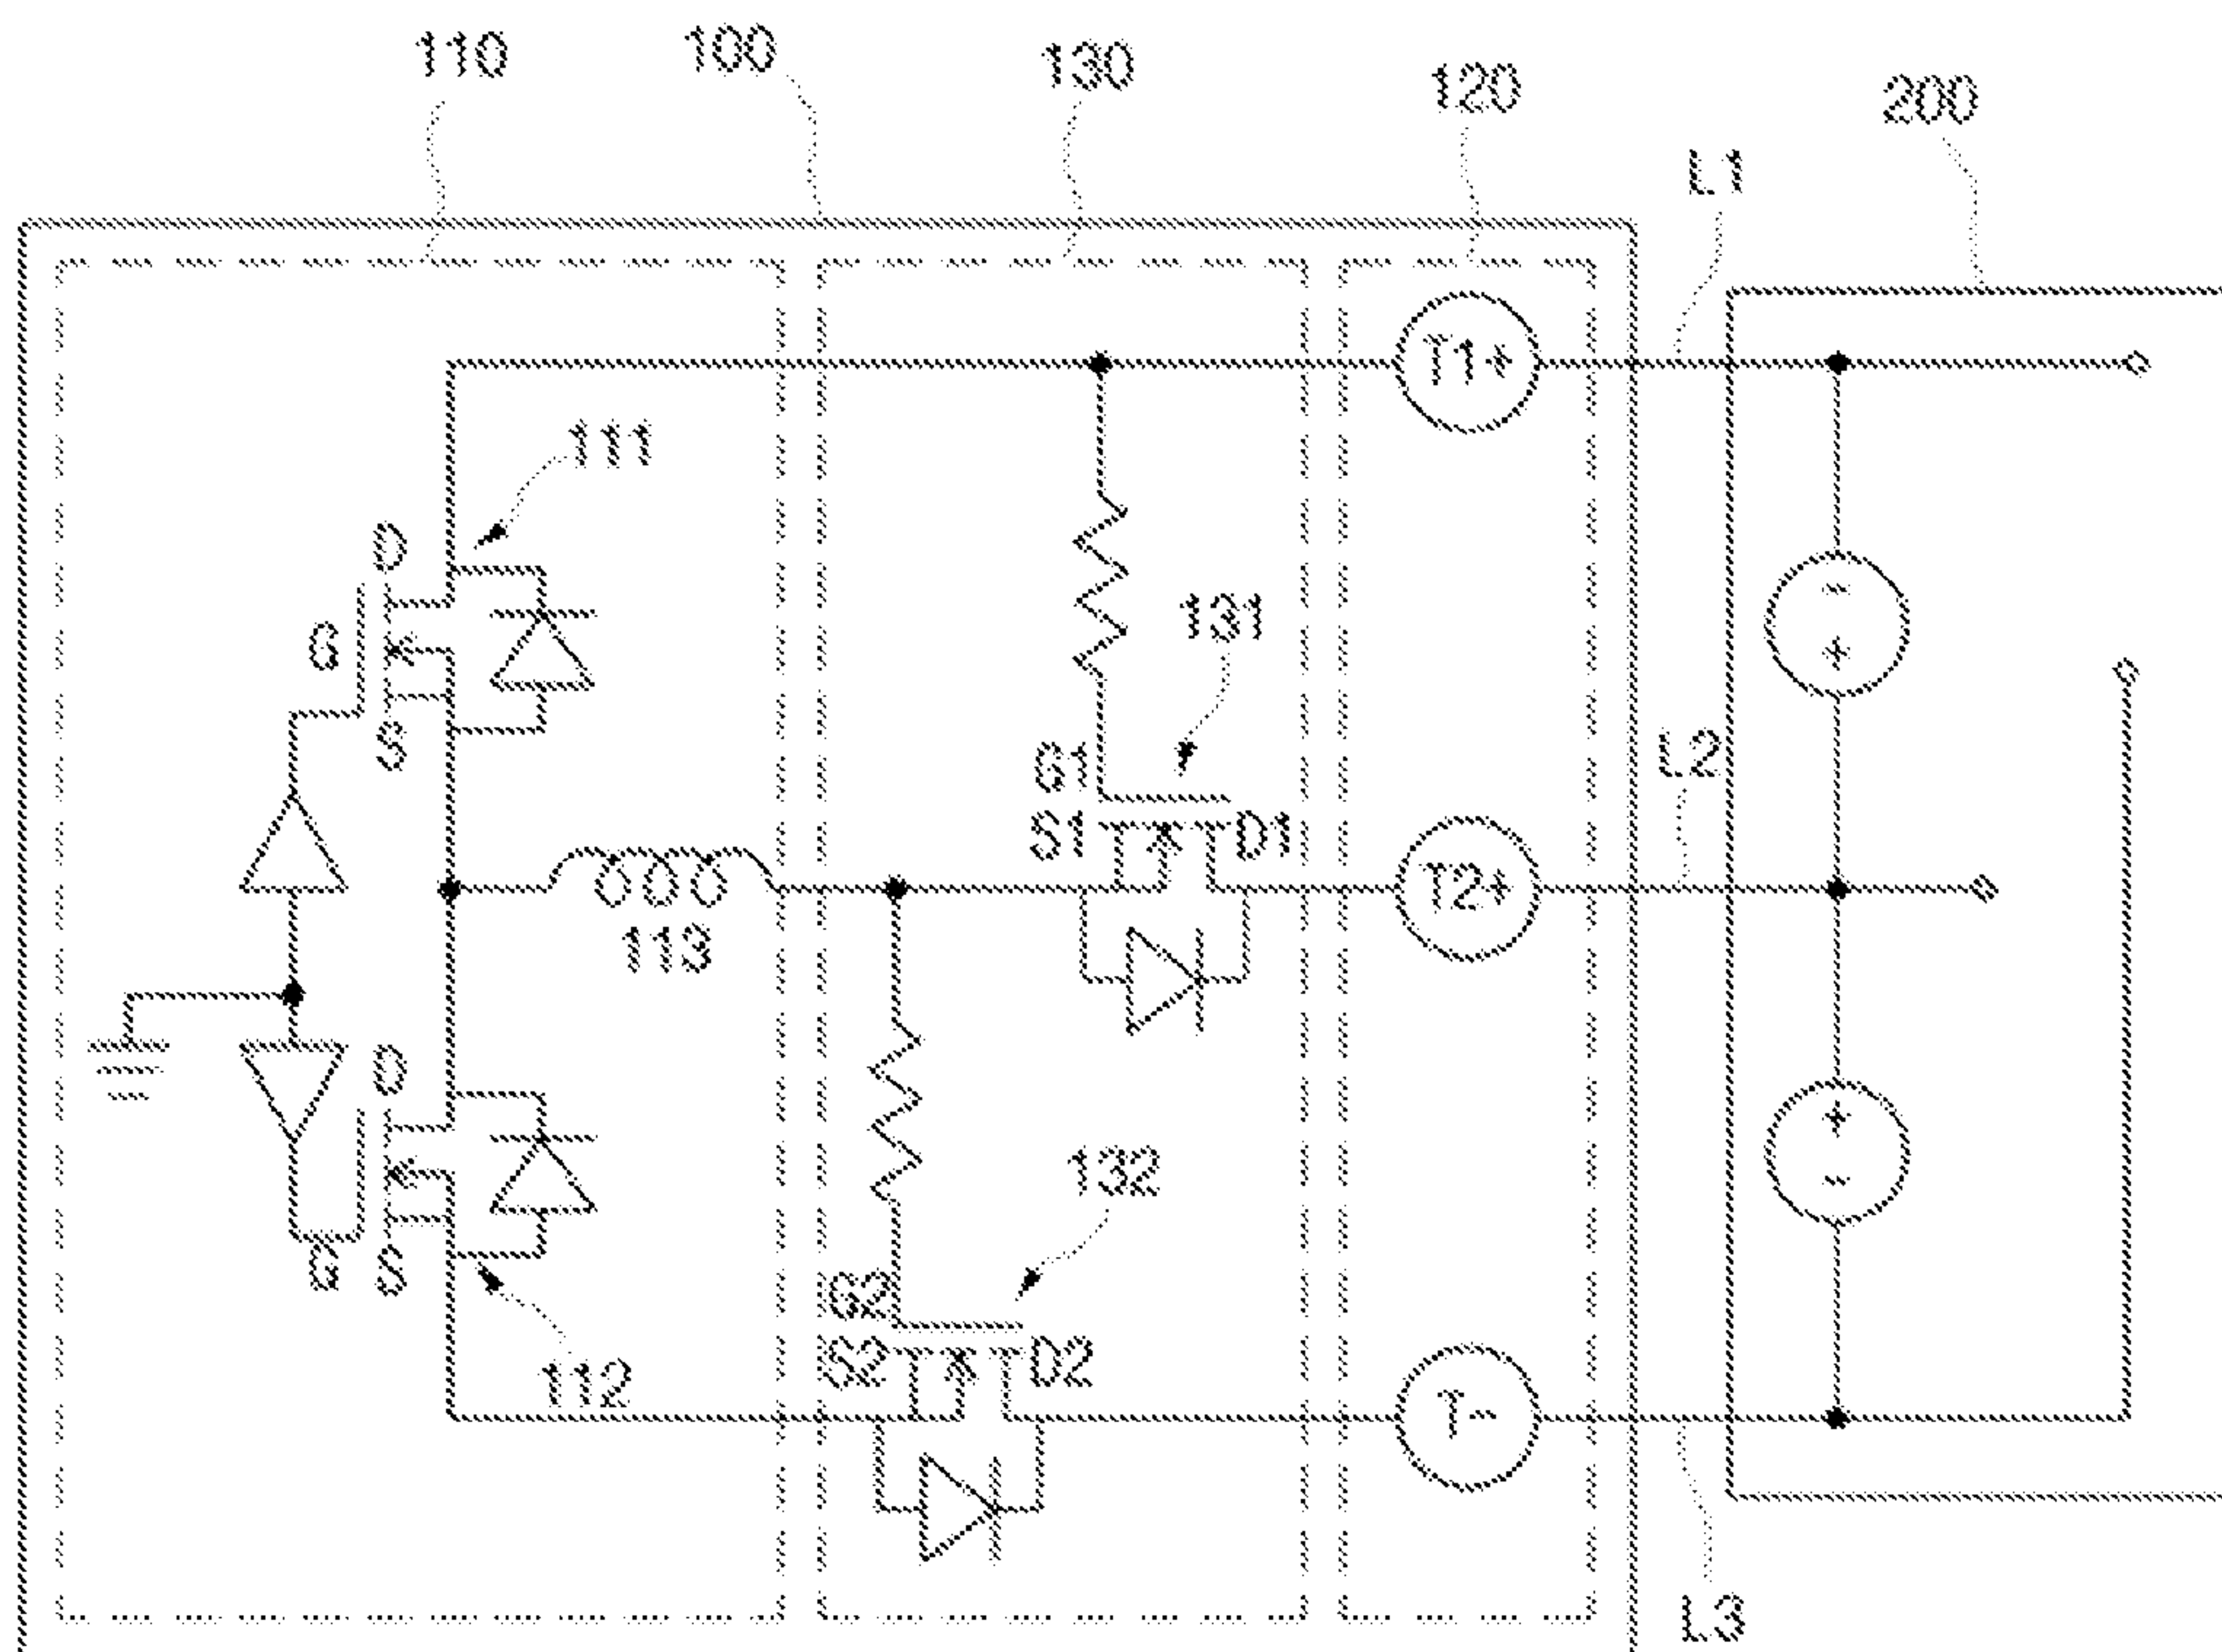 110
100
130
120
200
L1
T1+
111
D
G
S
-
+
131
G1
S1
D1
L2
T2+
113
D
G
S
+
-
132
G2
S2
D2
112
T-
L3